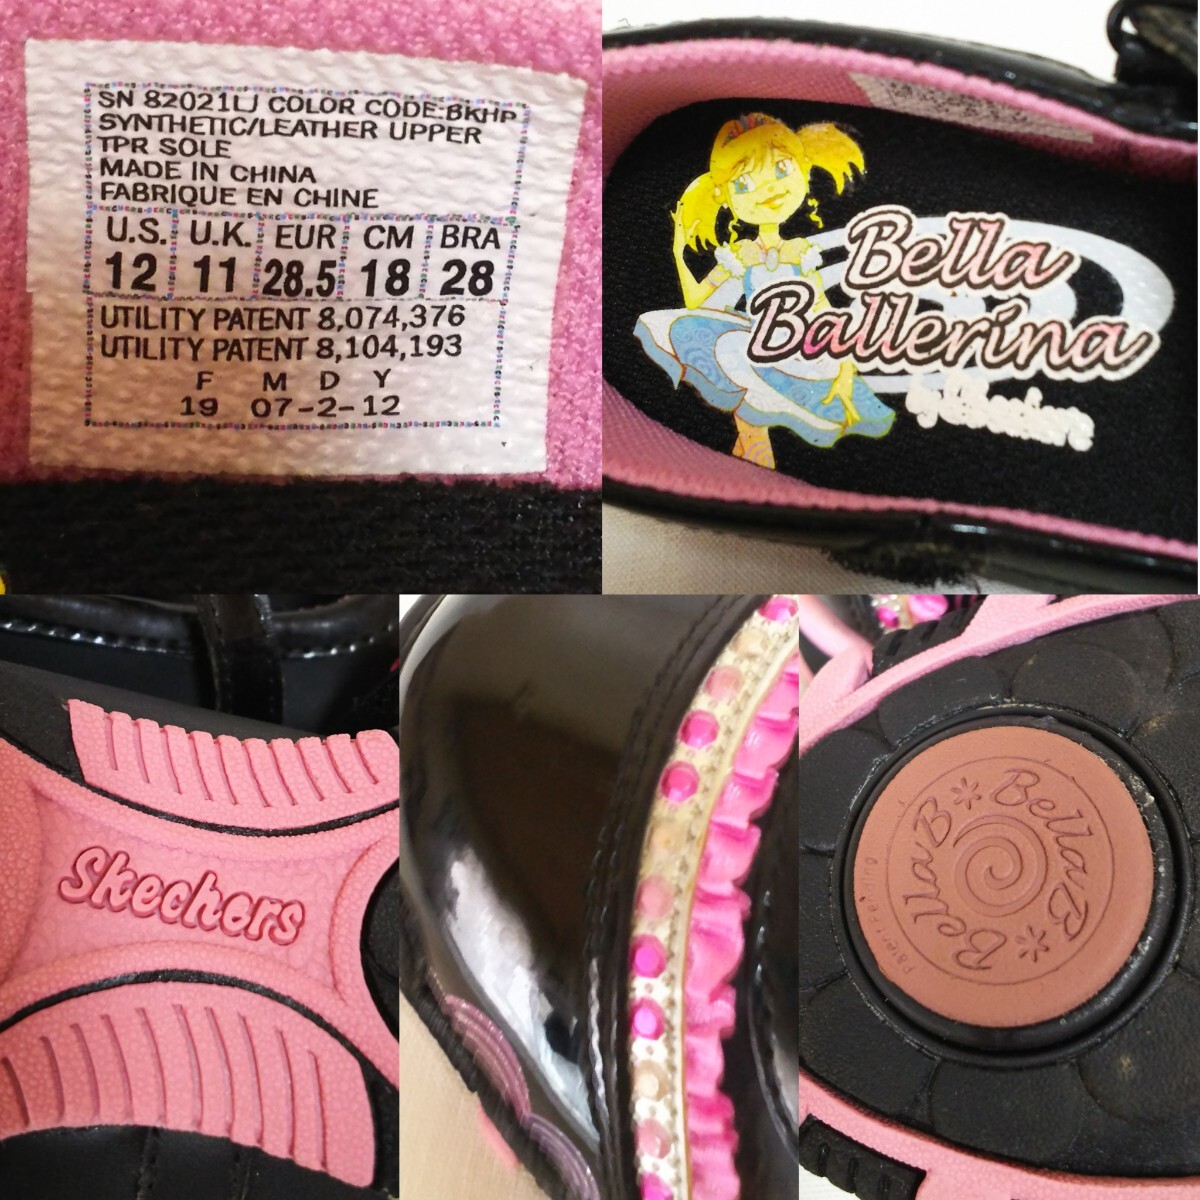 SN 82021LJ COLOR CODE:BKHP
SYNTHETIC/LEATHER UPPER
TPR SOLE
MADE IN CHINA
FABRIQUE EN CHINE
U.S. U.K. EUR CM BRA
12 11 28.5 18 28
UTILITY PATENT 8,074,376
UTILITY PATENT 8,104,193
F M D Y
19 07-2-12
Bella
Ballerina
by Skechers
Skechers
BellaB * BellaB *
Patent Pending